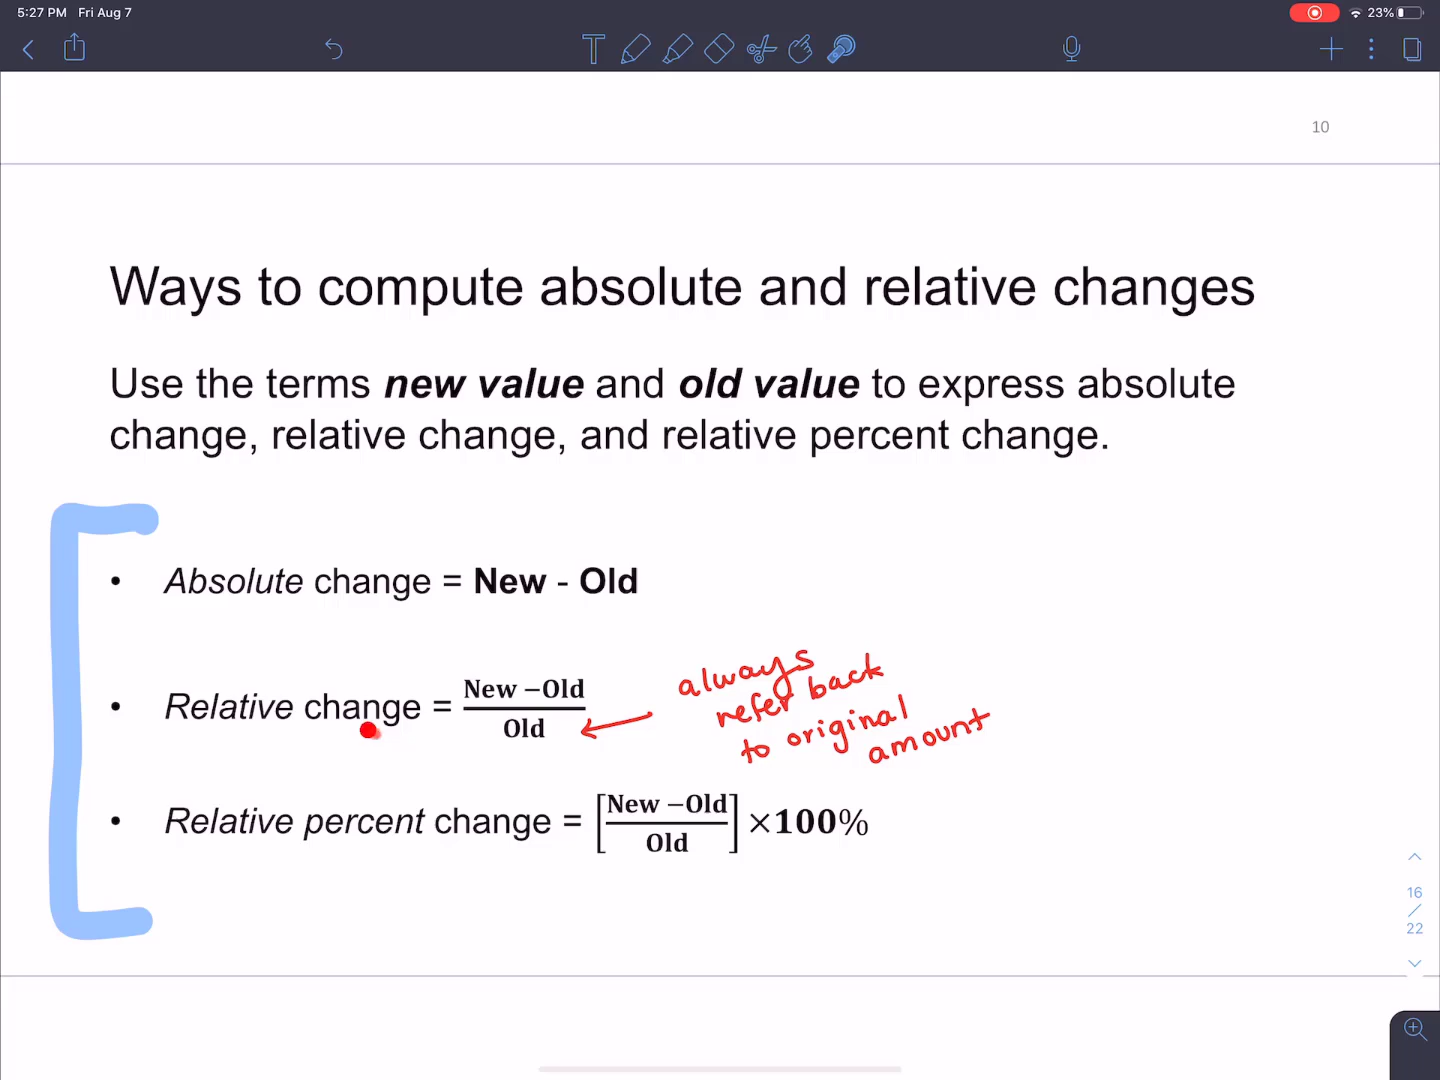 5:27 PM Fri Aug 7
23%
T
10
Ways to compute absolute and relative changes
Use the terms new value and old value to express absolute
change, relative change, and relative percent change.
• Absolute change = New - Old
• Relative change = New −Old / Old
always
refer back
to original
amount
• Relative percent change = [New −Old / Old] ×100%
16
/
22